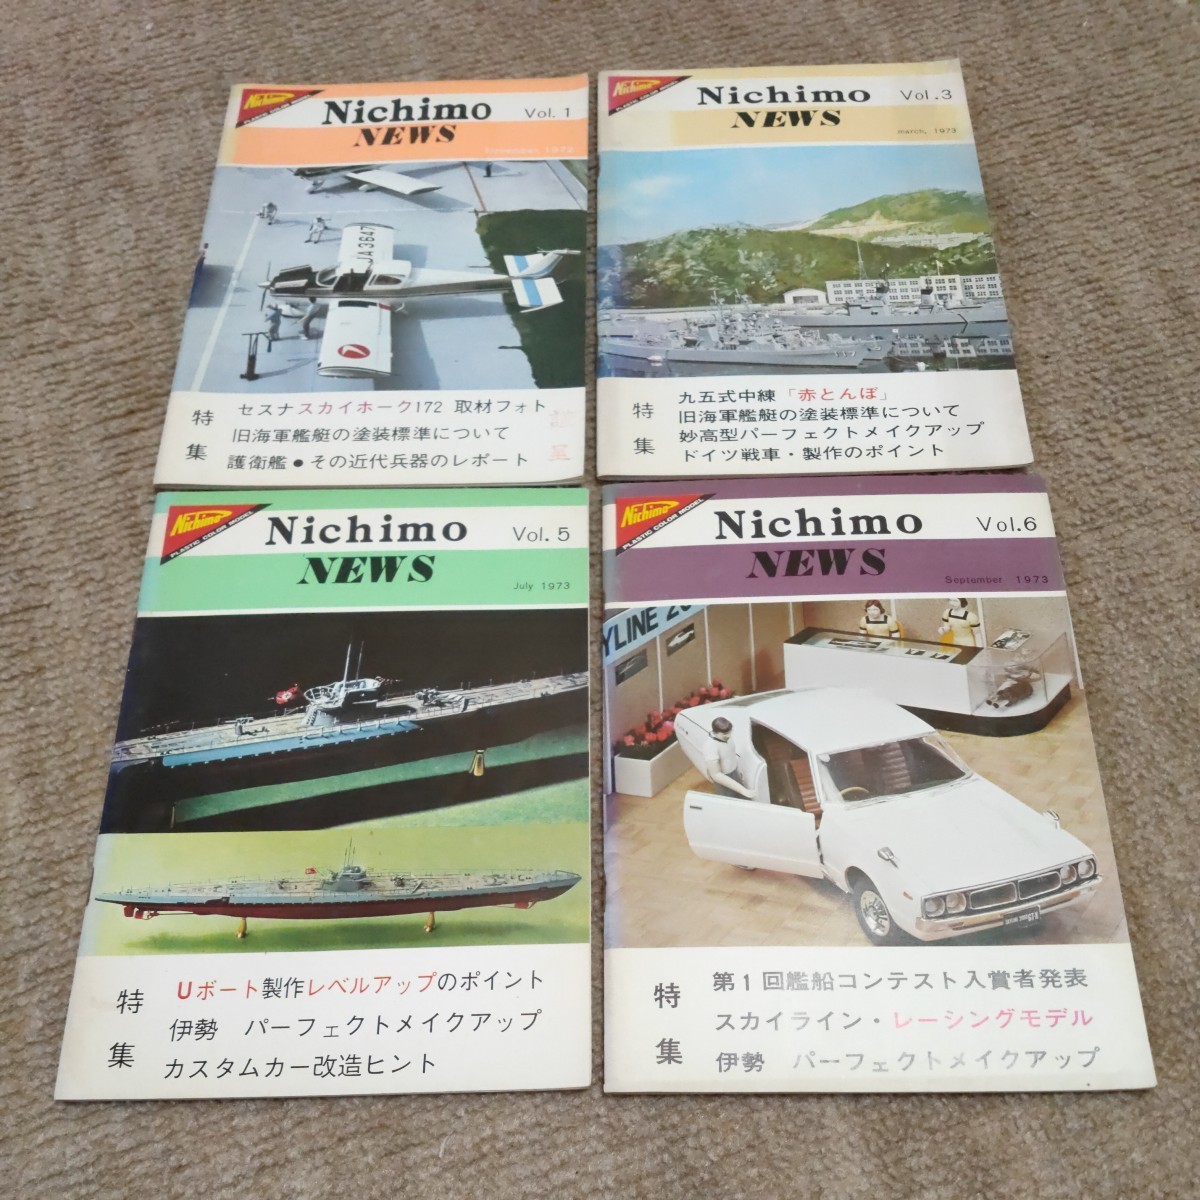 Nichimo
PLASTIC COLOR MODEL
Nichimo Vol. 1
NEWS
JA3647
特集
セスナスカイホーク172 取材フォト
旧海軍艦艇の塗装標準について
護衛艦●その近代兵器のレポート
Nichimo
PLASTIC COLOR MODEL
Nichimo Vol.3
NEWS
march, 1973
特集
九五式中練「赤とんぼ」
旧海軍艦艇の塗装標準について
妙高型パーフェクトメイクアップ
ドイツ戦車・製作のポイント
Nichimo
PLASTIC COLOR MODEL
Nichimo Vol. 5
NEWS
July 1973
特集
Uボート製作レベルアップのポイント
伊勢 パーフェクトメイクアップ
カスタムカー改造ヒント
Nichimo
PLASTIC COLOR MODEL
Nichimo Vol.6
NEWS
September 1973
YLINE 20
特集
第1回艦船コンテスト入賞者発表
スカイライン・レーシングモデル
伊勢 パーフェクトメイクアップ